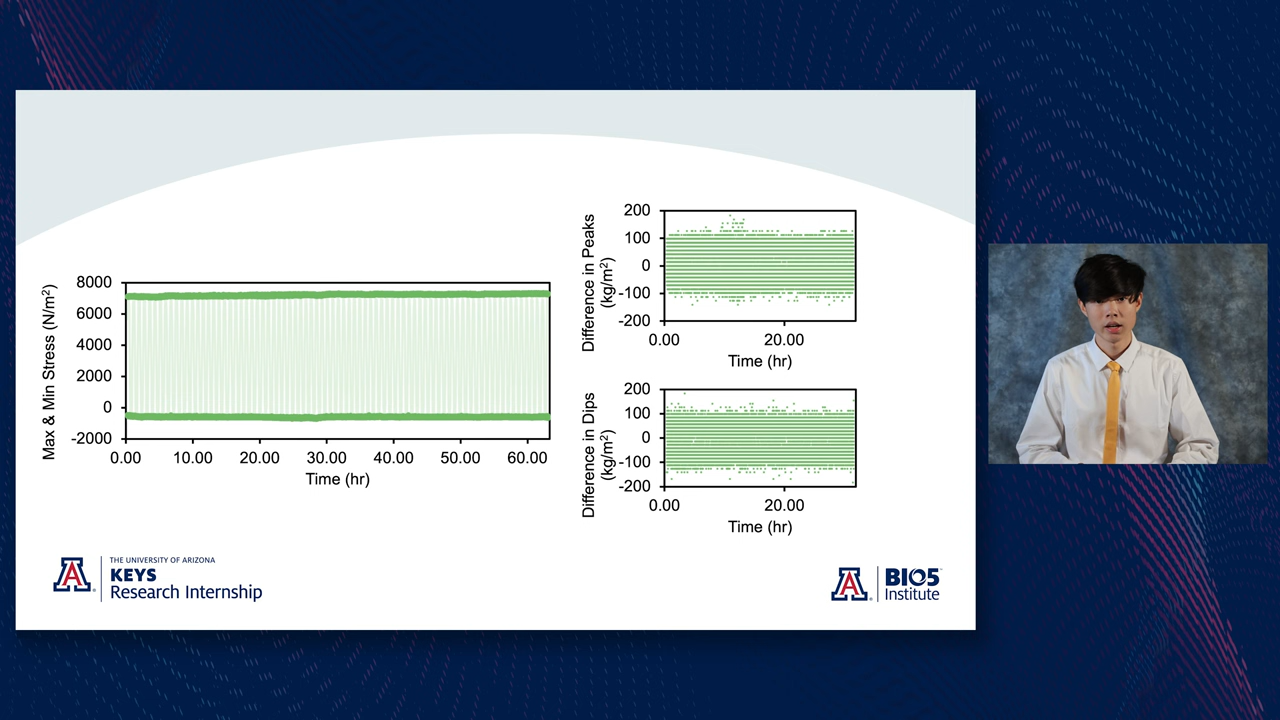 Max & Min Stress (N/m²)
8000
6000
4000
2000
0
-2000
0.00 10.00 20.00 30.00 40.00 50.00 60.00
Time (hr)
Difference in Peaks
(kg/m²)
200
100
0
-100
-200
0.00 20.00
Time (hr)
Difference in Dips
(kg/m²)
200
100
0
-100
-200
0.00 20.00
Time (hr)
A
THE UNIVERSITY OF ARIZONA
KEYS
Research Internship
A
BIO5
Institute